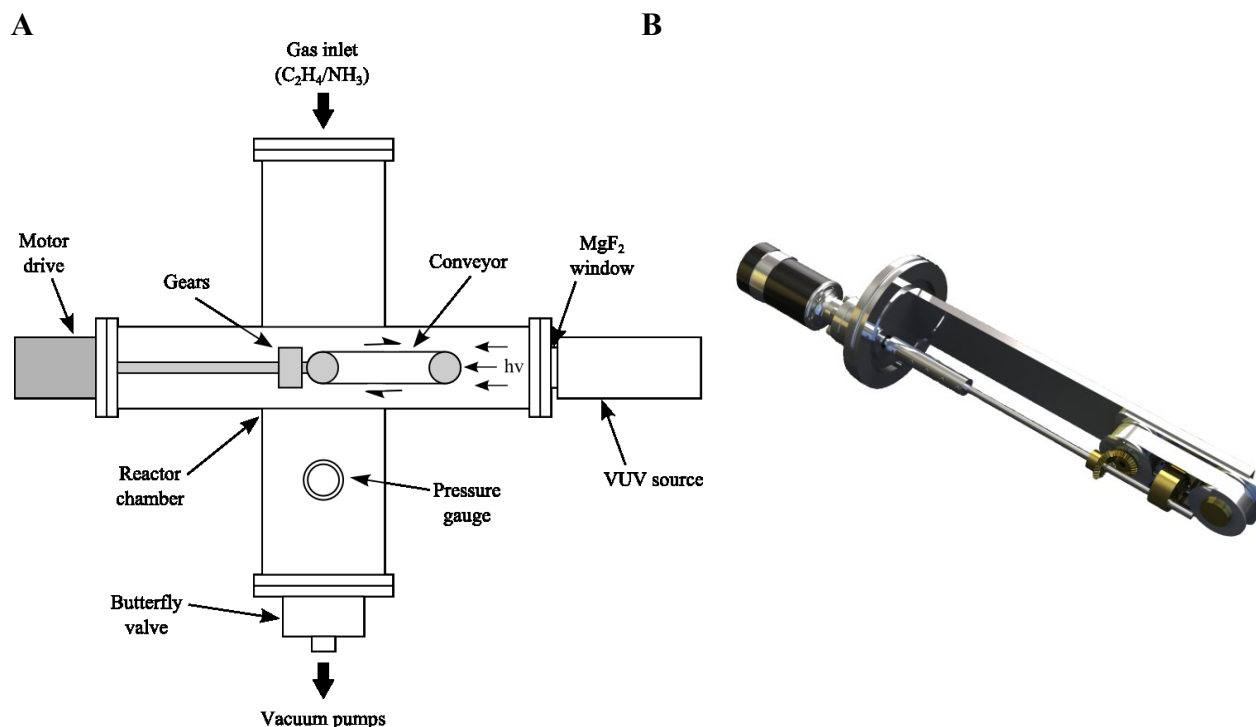 A
B
Gas inlet
(C₂H₄/NH₃)
Motor
drive
Gears
Conveyor
MgF₂
window
hν
Reactor
chamber
Pressure
gauge
VUV source
Butterfly
valve
Vacuum pumps